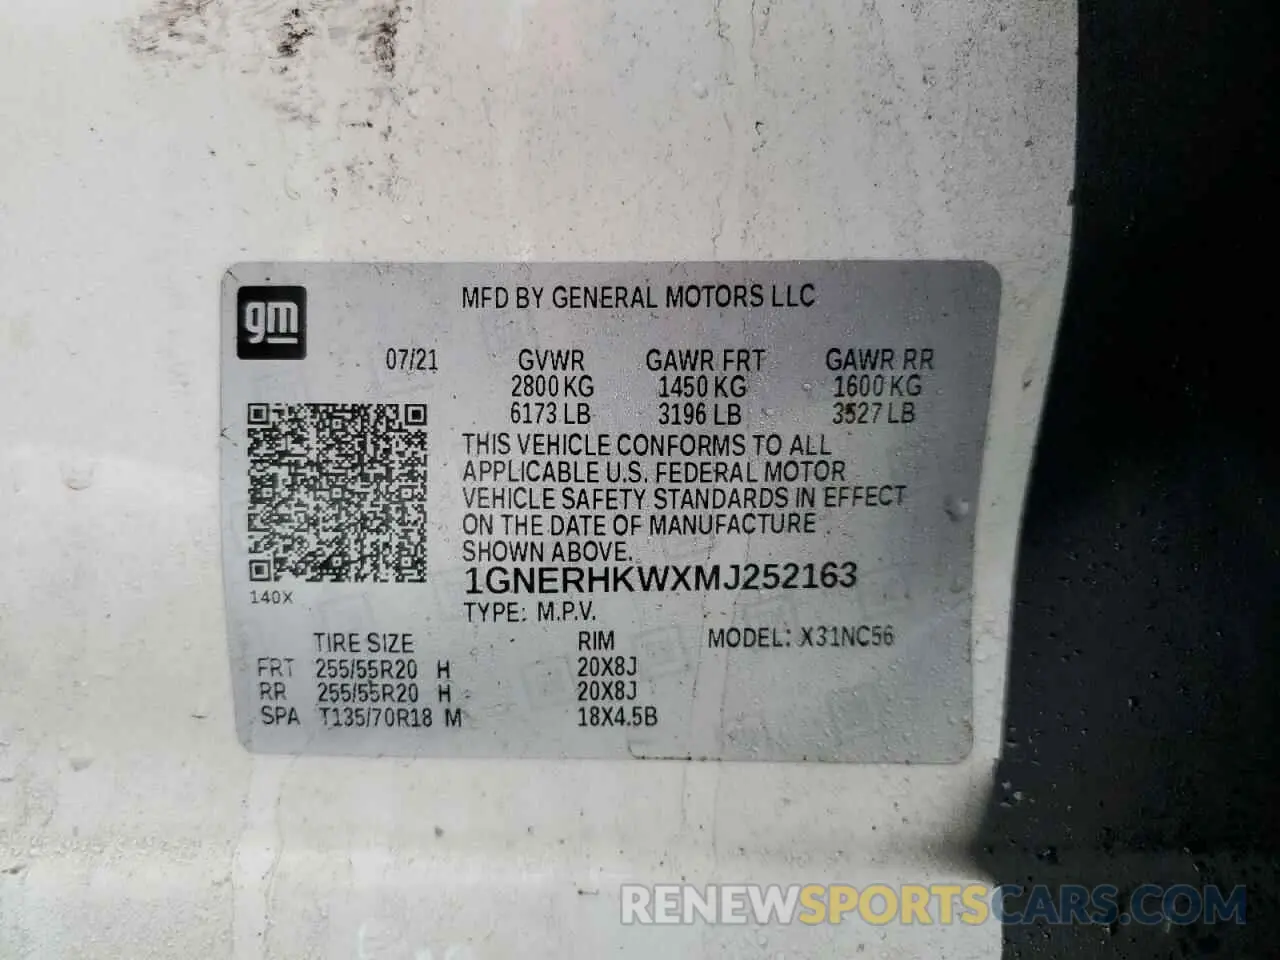 gm
MFD BY GENERAL MOTORS LLC
07/21 GVWR GAWR FRT GAWR RR
2800 KG 1450 KG 1600 KG
6173 LB 3196 LB 3527 LB
THIS VEHICLE CONFORMS TO ALL
APPLICABLE U.S. FEDERAL MOTOR
VEHICLE SAFETY STANDARDS IN EFFECT
ON THE DATE OF MANUFACTURE
SHOWN ABOVE.
140X
1GNERHKWXMJ252163
TYPE: M.P.V.
TIRE SIZE RIM MODEL: X31NC56
FRT 255/55R20 H 20X8J
RR 255/55R20 H 20X8J
SPA T135/70R18 M 18X4.5B
RENEWSPORTSCARS.COM